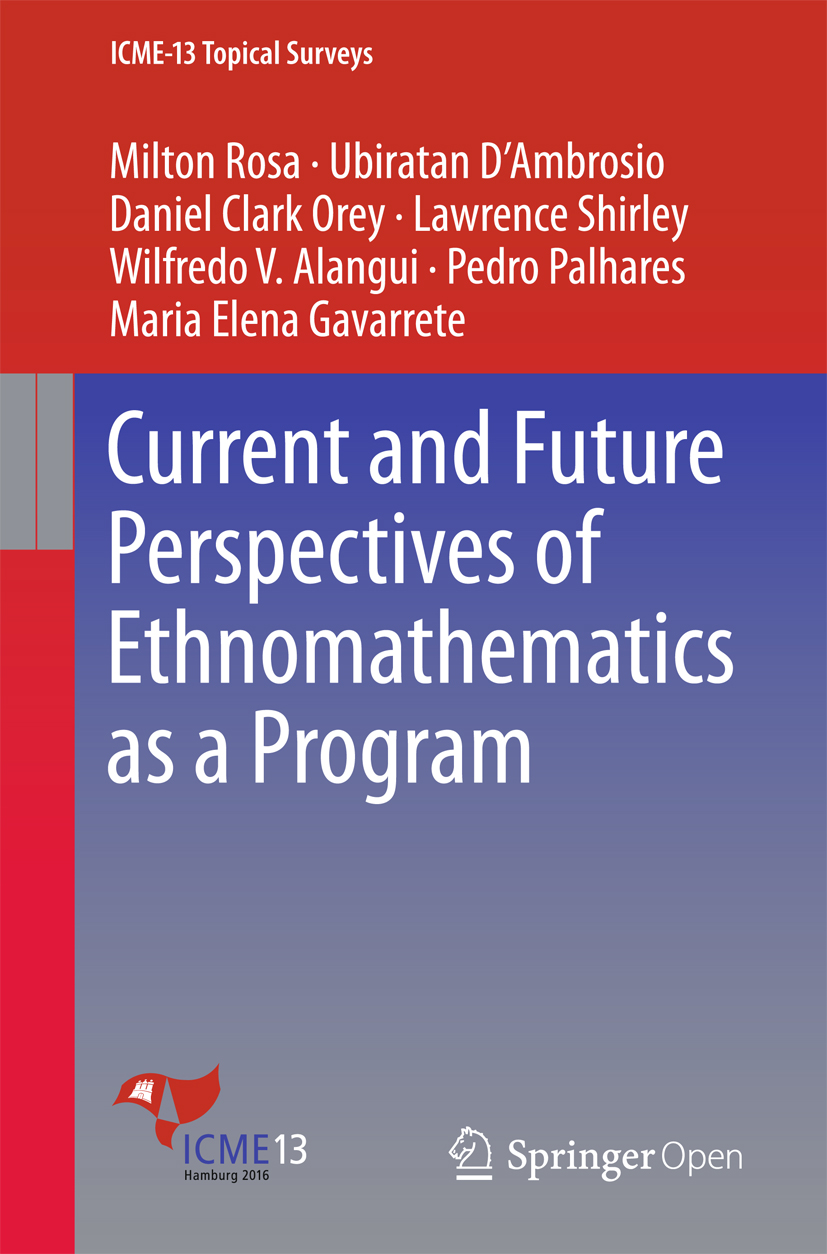 ICME-13 Topical Surveys
Milton Rosa · Ubiratan D’Ambrosio
Daniel Clark Orey · Lawrence Shirley
Wilfredo V. Alangui · Pedro Palhares
Maria Elena Gavarrete
Current and Future
Perspectives of
Ethnomathematics
as a Program
ICME13
Hamburg 2016
Springer Open